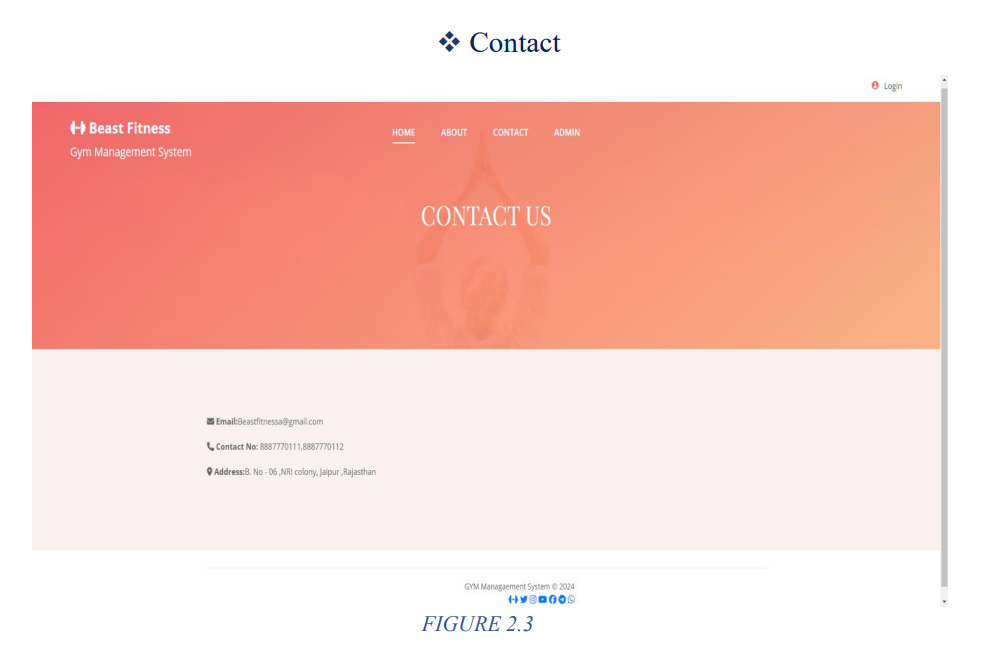 ❖ Contact
Login
Beast Fitness
Gym Management System
HOME ABOUT CONTACT ADMIN
CONTACT US
Email:Beastfitnessa@gmail.com
Contact No: 8887770111,8887770112
Address:B. No - 06 ,NRI colony, Jaipur ,Rajasthan
GYM Managaement System © 2024
FIGURE 2.3